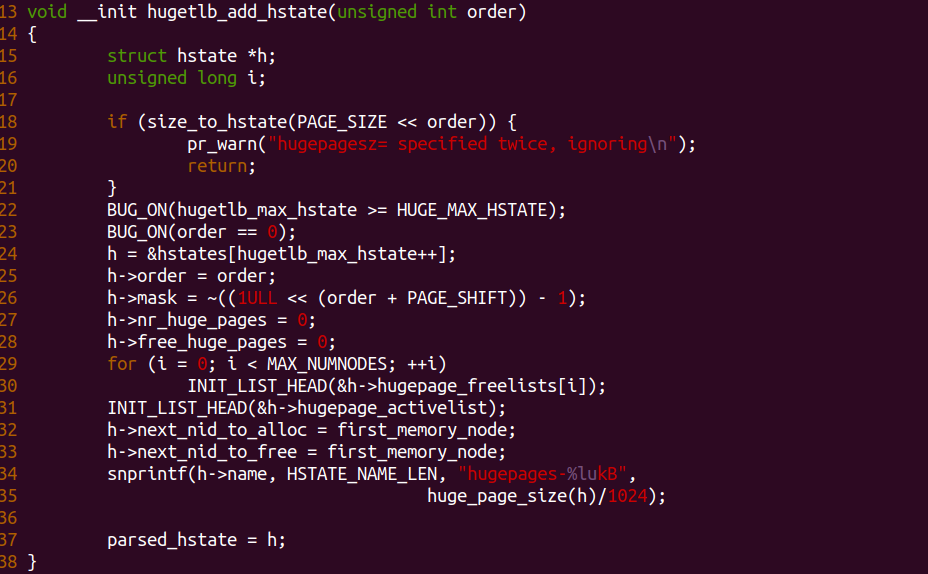 13 void __init hugetlb_add_hstate(unsigned int order)
14 {
15         struct hstate *h;
16         unsigned long i;
17
18         if (size_to_hstate(PAGE_SIZE << order)) {
19                 pr_warn("hugepagesz= specified twice, ignoring\n");
20                 return;
21         }
22         BUG_ON(hugetlb_max_hstate >= HUGE_MAX_HSTATE);
23         BUG_ON(order == 0);
24         h = &hstates[hugetlb_max_hstate++];
25         h->order = order;
26         h->mask = ~((1ULL << (order + PAGE_SHIFT)) - 1);
27         h->nr_huge_pages = 0;
28         h->free_huge_pages = 0;
29         for (i = 0; i < MAX_NUMNODES; ++i)
30                 INIT_LIST_HEAD(&h->hugepage_freelists[i]);
31         INIT_LIST_HEAD(&h->hugepage_activelist);
32         h->next_nid_to_alloc = first_memory_node;
33         h->next_nid_to_free = first_memory_node;
34         snprintf(h->name, HSTATE_NAME_LEN, "hugepages-%lukB",
35                                         huge_page_size(h)/1024);
36
37         parsed_hstate = h;
38 }